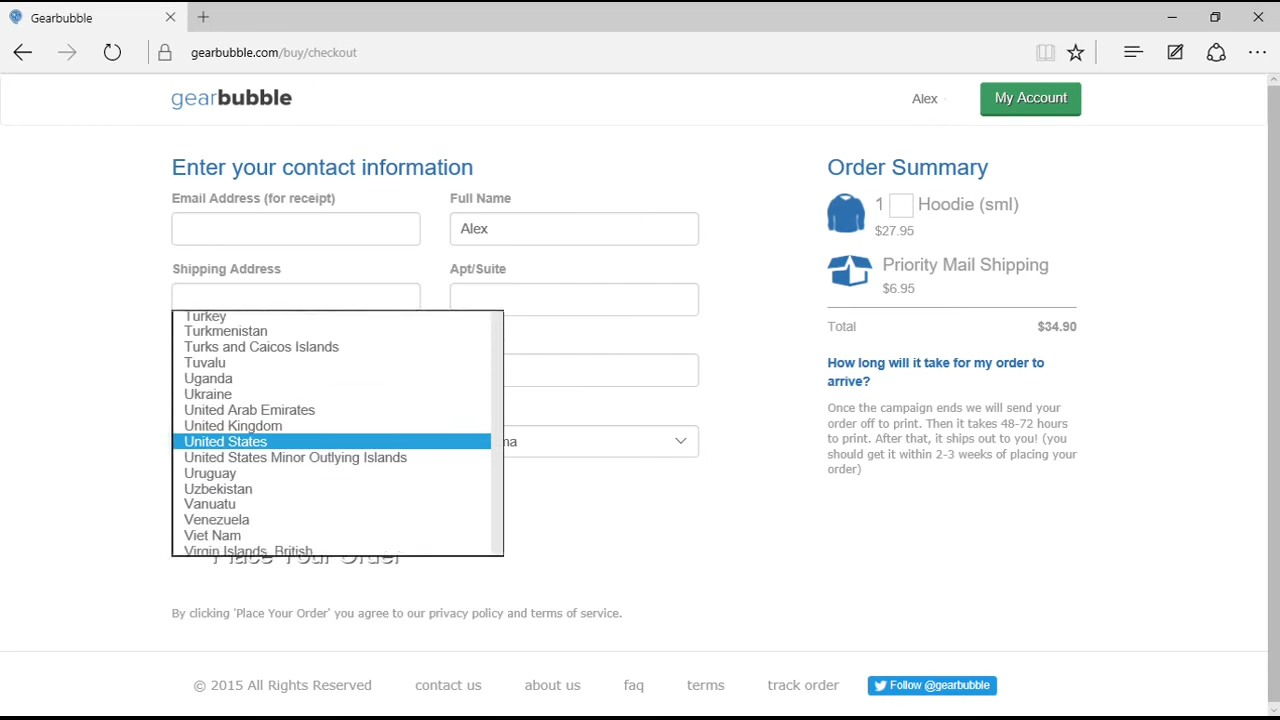 Gearbubble
gearbubble.com/buy/checkout
gearbubble
Alex
My Account
Enter your contact information
Email Address (for receipt)
Full Name
Alex
Shipping Address
Apt/Suite
Turkey
Turkmenistan
Turks and Caicos Islands
Tuvalu
Uganda
Ukraine
United Arab Emirates
United Kingdom
United States
United States Minor Outlying Islands
Uruguay
Uzbekistan
Vanuatu
Venezuela
Viet Nam
Virgin Islands, British
ma
Place Your Order
By clicking 'Place Your Order' you agree to our privacy policy and terms of service.
Order Summary
1 Hoodie (sml)
$27.95
Priority Mail Shipping
$6.95
Total $34.90
How long will it take for my order to
arrive?
Once the campaign ends we will send your
order off to print. Then it takes 48-72 hours
to print. After that, it ships out to you! (you
should get it within 2-3 weeks of placing your
order)
© 2015 All Rights Reserved contact us about us faq terms track order Follow @gearbubble